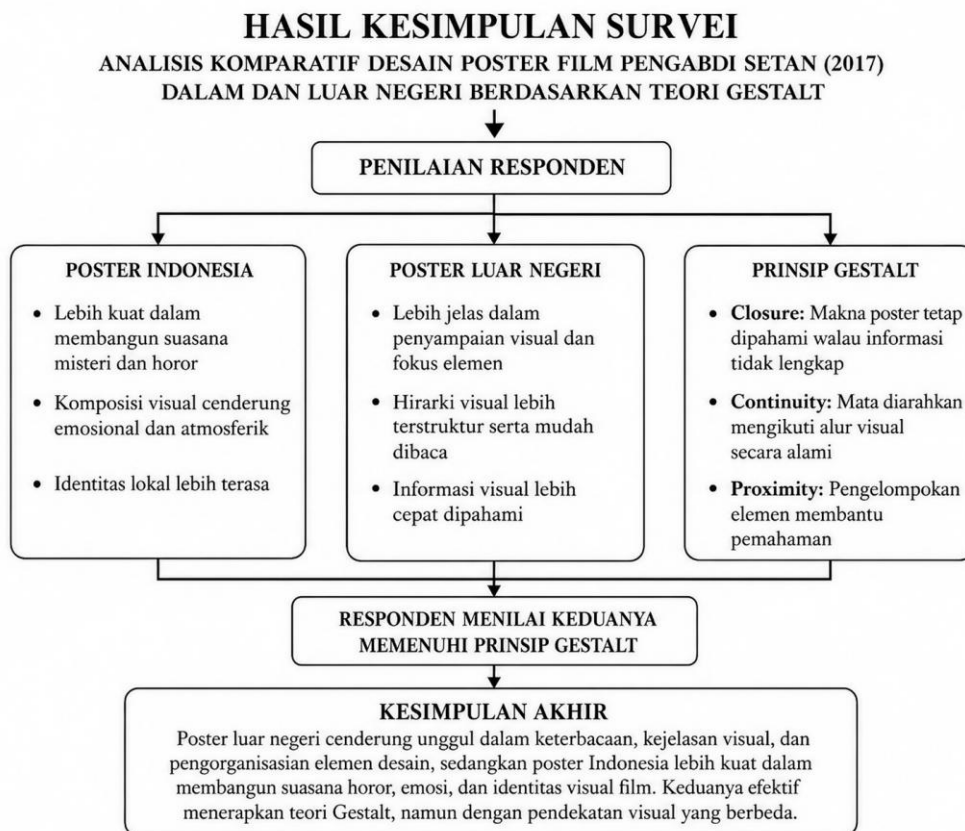 HASIL KESIMPULAN SURVEI
ANALISIS KOMPARATIF DESAIN POSTER FILM PENGABDI SETAN (2017)
DALAM DAN LUAR NEGERI BERDASARKAN TEORI GESTALT
PENILAIAN RESPONDEN
POSTER INDONESIA
• Lebih kuat dalam
membangun suasana
misteri dan horor
• Komposisi visual cenderung
emosional dan atmosferik
• Identitas lokal lebih terasa
POSTER LUAR NEGERI
• Lebih jelas dalam
penyampaian visual dan
fokus elemen
• Hirarki visual lebih
terstruktur serta mudah
dibaca
• Informasi visual lebih
cepat dipahami
PRINSIP GESTALT
• Closure: Makna poster tetap
dipahami walau informasi
tidak lengkap
• Continuity: Mata diarahkan
mengikuti alur visual
secara alami
• Proximity: Pengelompokan
elemen membantu
pemahaman
RESPONDEN MENILAI KEDUANYA
MEMENUHI PRINSIP GESTALT
KESIMPULAN AKHIR
Poster luar negeri cenderung unggul dalam keterbacaan, kejelasan visual, dan
pengorganisasian elemen desain, sedangkan poster Indonesia lebih kuat dalam
membangun suasana horor, emosi, dan identitas visual film. Keduanya efektif
menerapkan teori Gestalt, namun dengan pendekatan visual yang berbeda.